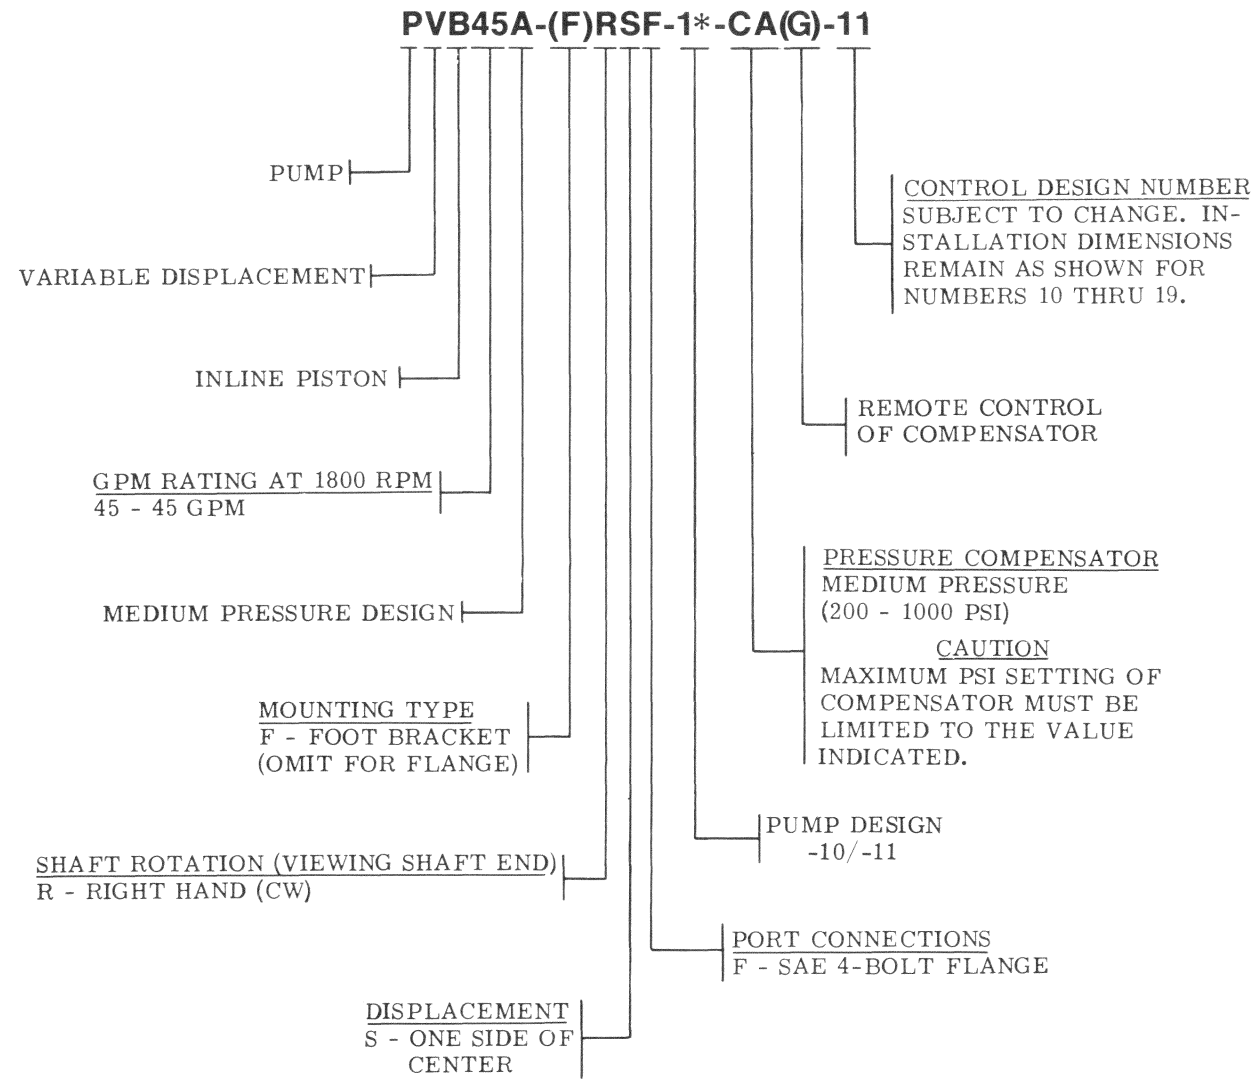 PVB45A-(F)RSF-1*-CA(G)-11
PUMP
VARIABLE DISPLACEMENT
INLINE PISTON
GPM RATING AT 1800 RPM
45 - 45 GPM
MEDIUM PRESSURE DESIGN
MOUNTING TYPE
F - FOOT BRACKET
(OMIT FOR FLANGE)
SHAFT ROTATION (VIEWING SHAFT END)
R - RIGHT HAND (CW)
DISPLACEMENT
S - ONE SIDE OF
CENTER
CONTROL DESIGN NUMBER
SUBJECT TO CHANGE. IN-
STALLATION DIMENSIONS
REMAIN AS SHOWN FOR
NUMBERS 10 THRU 19.
REMOTE CONTROL
OF COMPENSATOR
PRESSURE COMPENSATOR
MEDIUM PRESSURE
(200 - 1000 PSI)
CAUTION
MAXIMUM PSI SETTING OF
COMPENSATOR MUST BE
LIMITED TO THE VALUE
INDICATED.
PUMP DESIGN
-10/-11
PORT CONNECTIONS
F - SAE 4-BOLT FLANGE